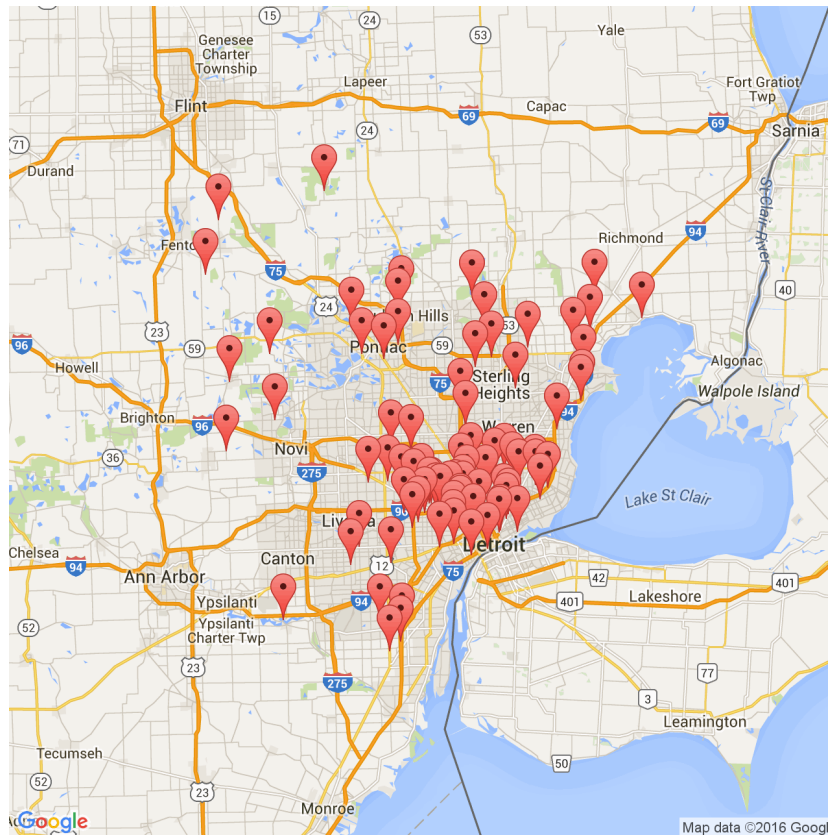 15
24
53
Yale
Genesee
Charter
Township
Lapeer
Fort Gratiot
Twp
Flint
Capac
69
24
69
Sarnia
71
Durand
St Clair River
Richmond
94
Fento
75
40
24
Hills
23
59
Pontiac
59
53
96
Algonac
Howell
75
Sterling
Heights
Walpole Island
Brighton
96
94
Warren
Novi
36
275
Lake St Clair
96
Chelsea
Canton
Detroit
94
12
Ann Arbor
75
42
401
Ypsilanti
94
401
Lakeshore
52
Ypsilanti
Charter Twp
23
77
275
3
Leamington
Tecumseh
50
52
23
Monroe
Google
Map data ©2016 Goog